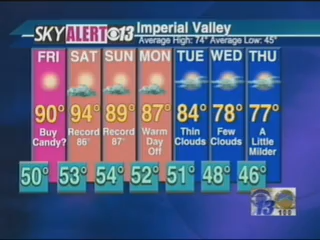 SKY ALERT 13
Imperial Valley
Average High: 74° Average Low: 45°
FRI SAT SUN MON TUE WED THU
90° 94° 89° 87° 84° 78° 77°
Buy Record Record Warm Thin Few A
Candy? 86° 87° Day Clouds Clouds Little
Off Milder
50° 53° 54° 52° 51° 48° 46°
13